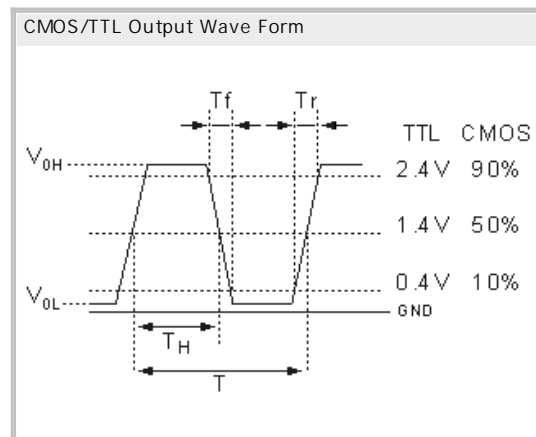 CMOS/TTL Output Wave Form
Tf Tr
TTL CMOS
V0H
2.4V 90%
1.4V 50%
0.4V 10%
V0L
GND
TH
T